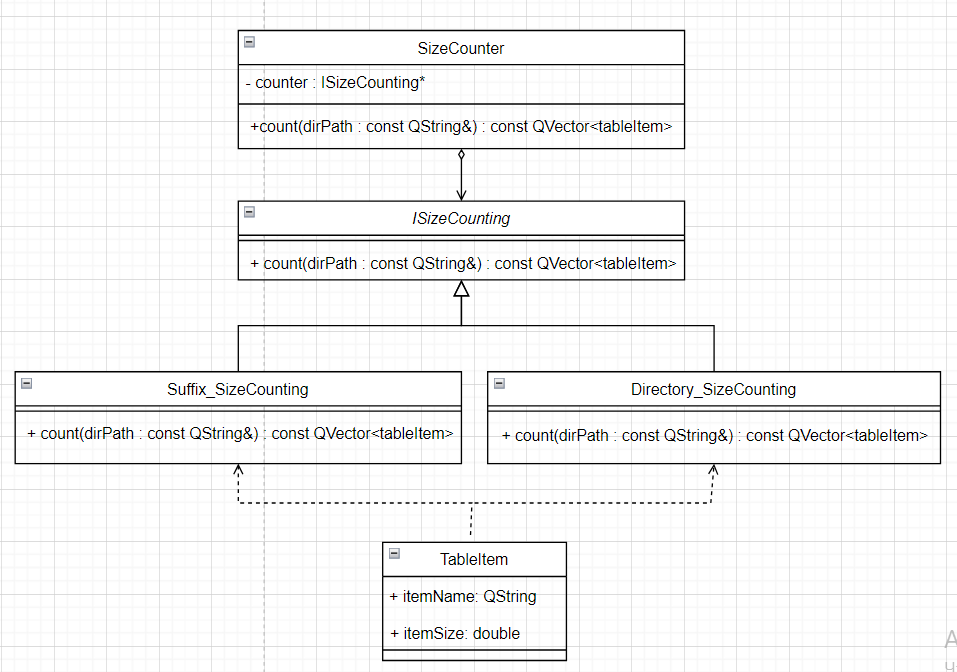 SizeCounter
- counter : ISizeCounting*
+count(dirPath : const QString&) : const QVector<tableItem>
ISizeCounting
+ count(dirPath : const QString&) : const QVector<tableItem>
Suffix_SizeCounting
+ count(dirPath : const QString&) : const QVector<tableItem>
Directory_SizeCounting
+ count(dirPath : const QString&) : const QVector<tableItem>
TableItem
+ itemName: QString
+ itemSize: double